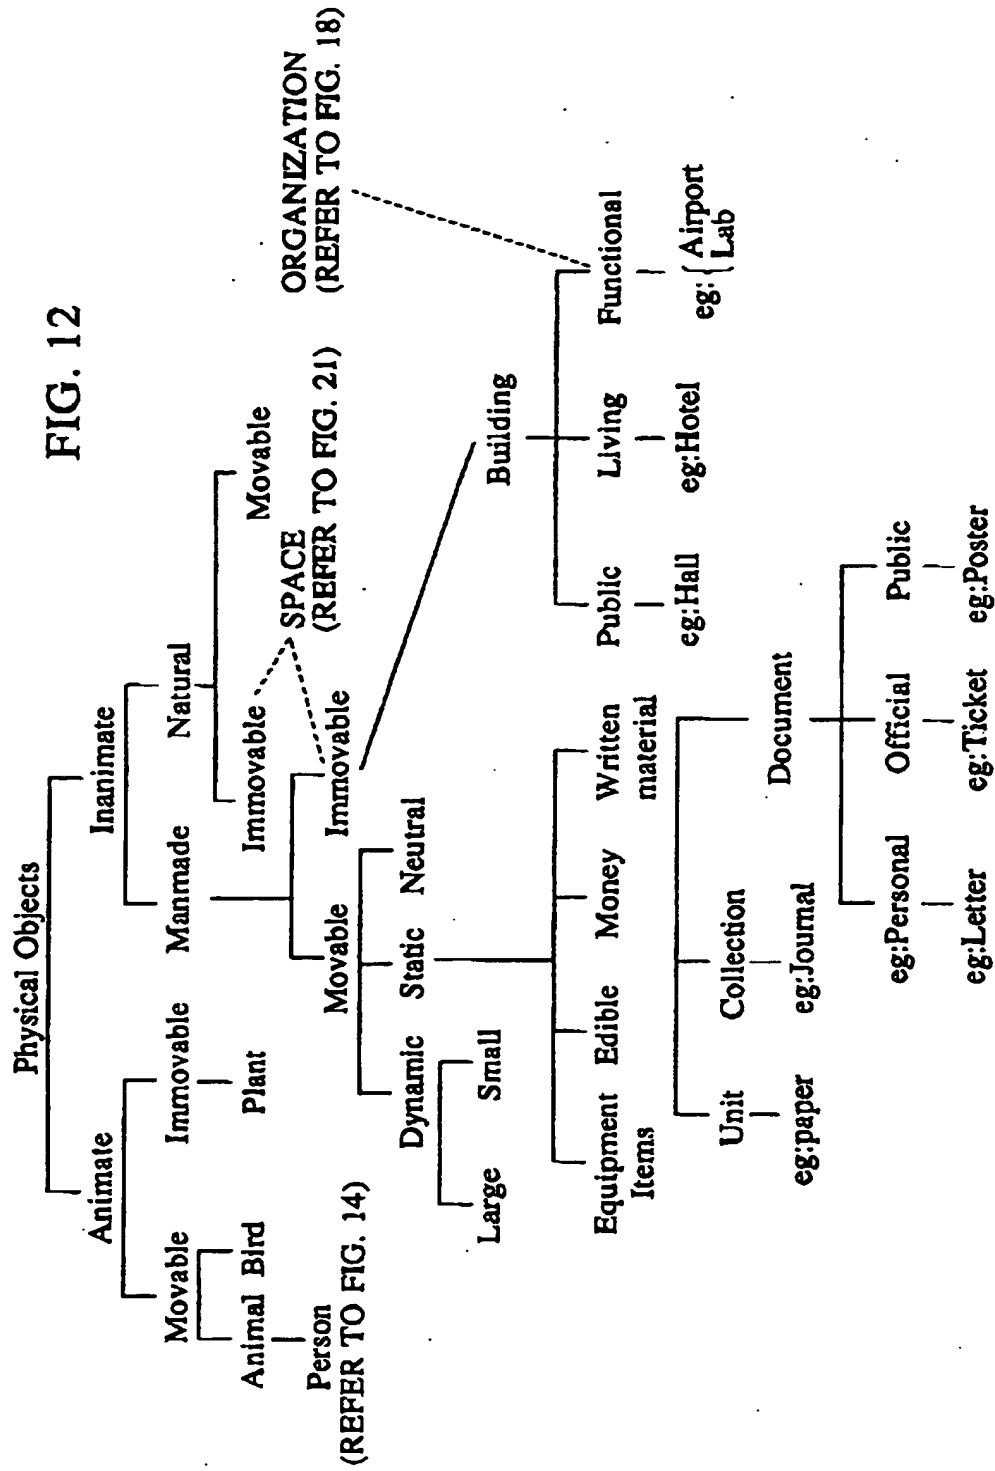 FIG. 12
Physical Objects
Animate
Inanimate
Movable
Immovable
Manmade
Natural
Animal
Bird
Plant
Immovable
Movable
Person
(REFER TO FIG. 14)
SPACE
(REFER TO FIG. 21)
ORGANIZATION
(REFER TO FIG. 18)
Movable
Immovable
Dynamic
Static
Neutral
Large
Small
Building
Equipment
Items
Edible
Money
Written
material
Public
Living
Functional
eg:Hall
eg:Hotel
eg:{Airport
Lab
Unit
Collection
Document
eg:paper
eg:Journal
eg:Personal
Official
Public
eg:Letter
eg:Ticket
eg:Poster